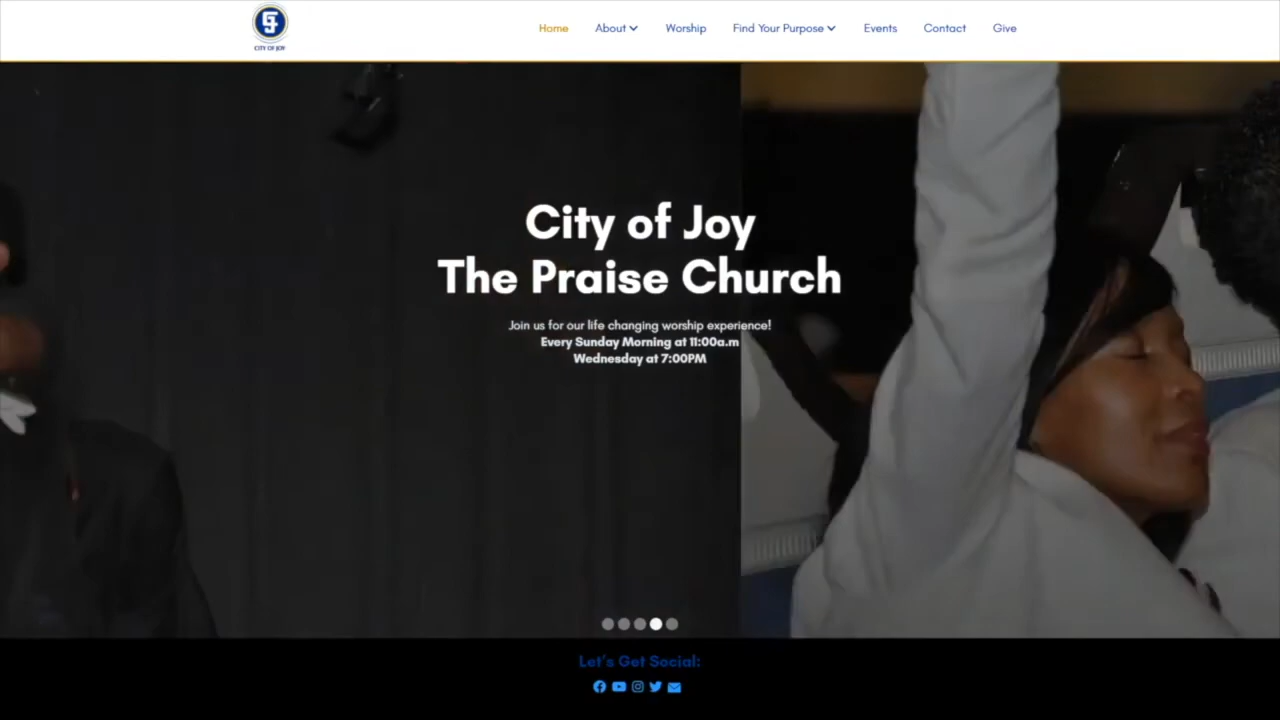 CITY OF JOY
Home
About
Worship
Find Your Purpose
Events
Contact
Give
City of Joy
The Praise Church
Join us for our life changing worship experience!
Every Sunday Morning at 11:00a.m
Wednesday at 7:00PM
Let's Get Social: